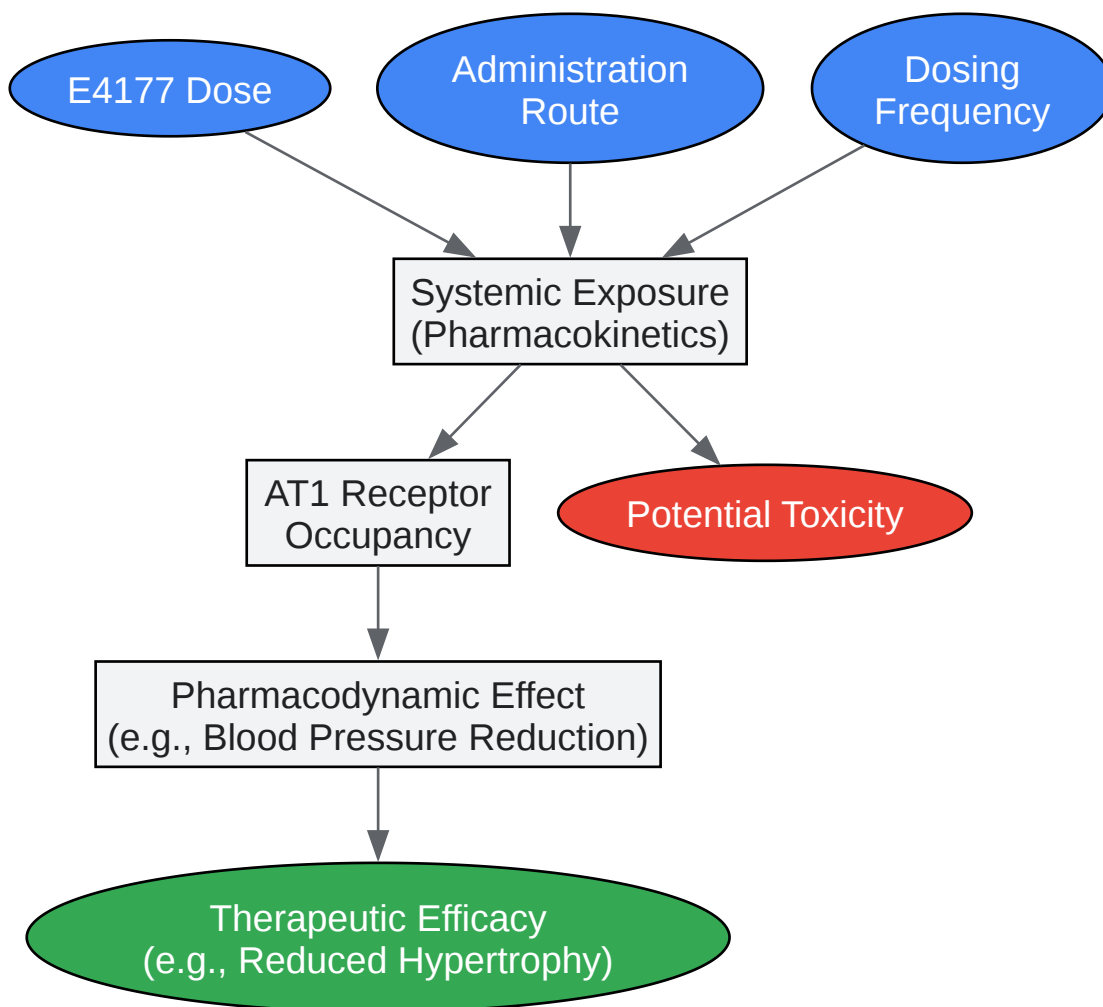 E4177 Dose
Administration
Route
Dosing
Frequency
Systemic Exposure
(Pharmacokinetics)
AT1 Receptor
Occupancy
Potential Toxicity
Pharmacodynamic Effect
(e.g., Blood Pressure Reduction)
Therapeutic Efficacy
(e.g., Reduced Hypertrophy)